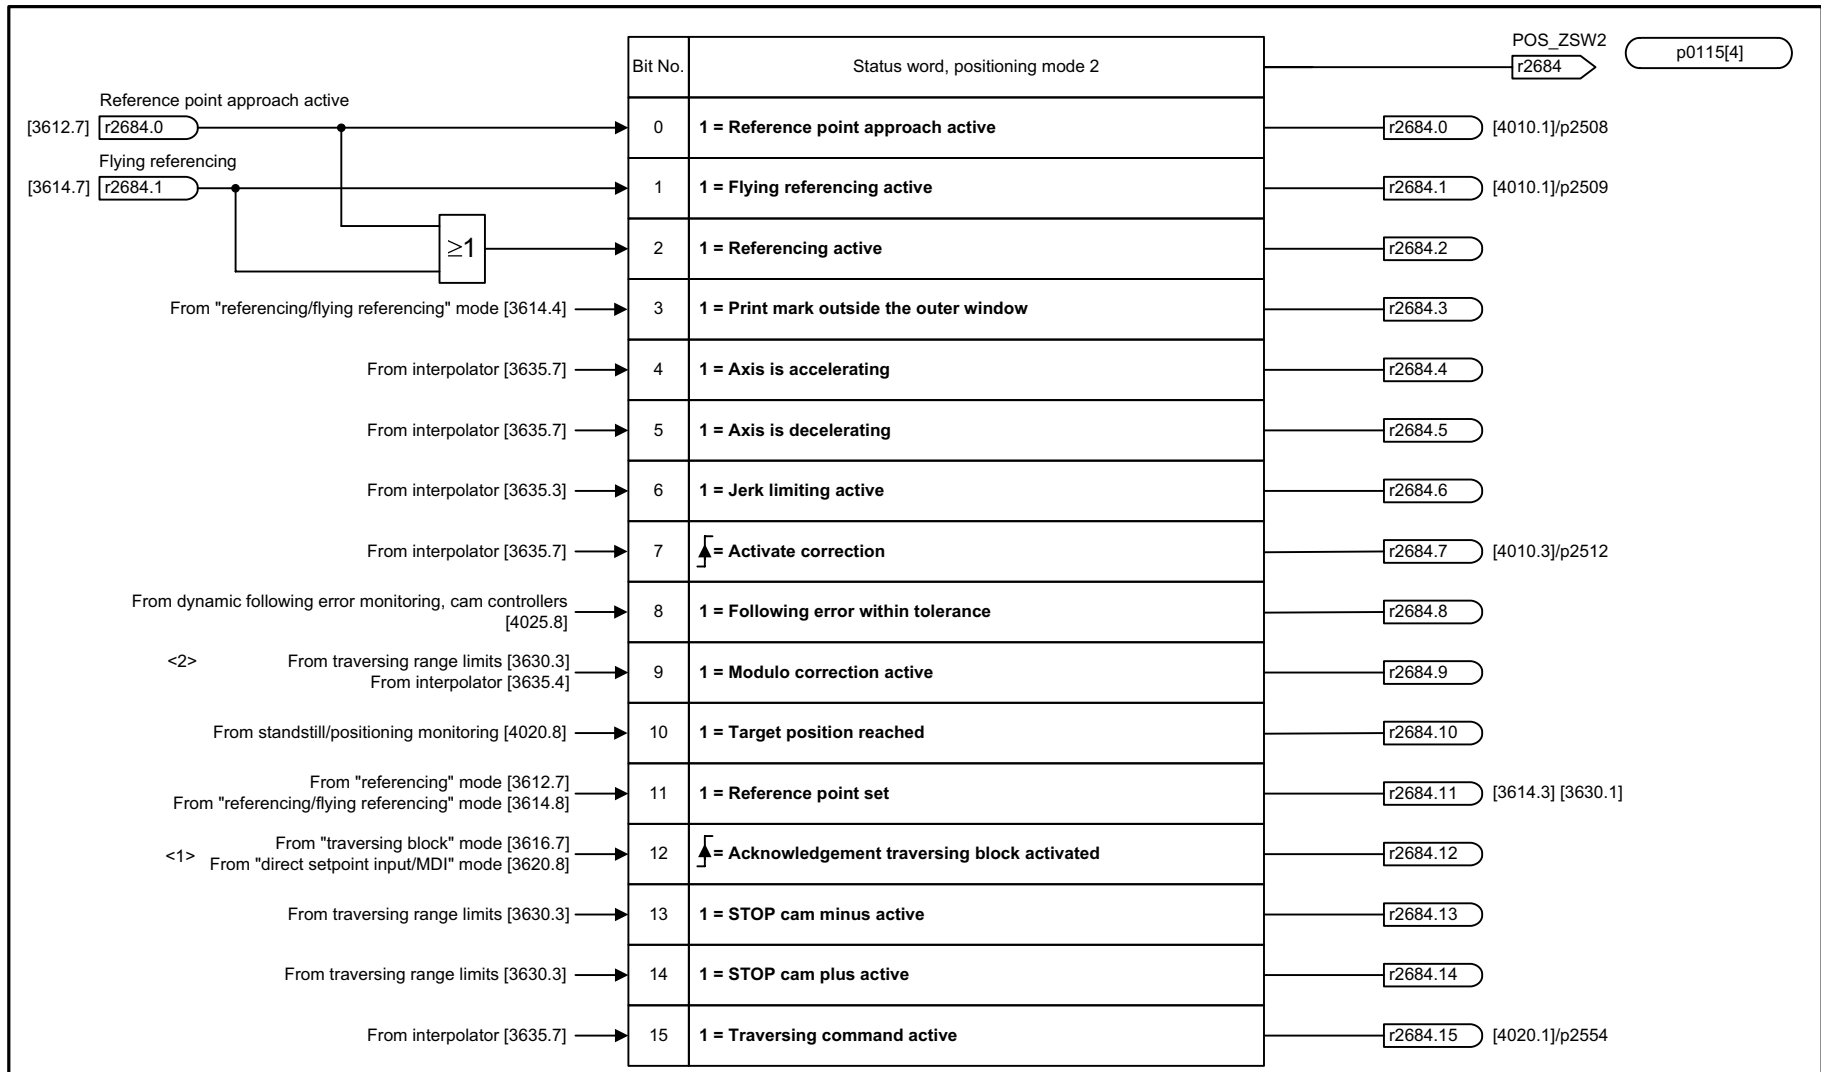 POS_ZSW2
Bit No. Status word, positioning mode 2 r2684 p0115[4]
Reference point approach active
[3612.7] r2684.0 0 1 = Reference point approach active r2684.0 [4010.1]/p2508
Flying referencing
[3614.7] r2684.1 1 1 = Flying referencing active r2684.1 [4010.1]/p2509
≥1 2 1 = Referencing active r2684.2
From "referencing/flying referencing" mode [3614.4] 3 1 = Print mark outside the outer window r2684.3
From interpolator [3635.7] 4 1 = Axis is accelerating r2684.4
From interpolator [3635.7] 5 1 = Axis is decelerating r2684.5
From interpolator [3635.3] 6 1 = Jerk limiting active r2684.6
From interpolator [3635.7] 7 = Activate correction r2684.7 [4010.3]/p2512
From dynamic following error monitoring, cam controllers
[4025.8] 8 1 = Following error within tolerance r2684.8
<2> From traversing range limits [3630.3]
From interpolator [3635.4] 9 1 = Modulo correction active r2684.9
From standstill/positioning monitoring [4020.8] 10 1 = Target position reached r2684.10
From "referencing" mode [3612.7]
From "referencing/flying referencing" mode [3614.8] 11 1 = Reference point set r2684.11 [3614.3] [3630.1]
From "traversing block" mode [3616.7]
<1> From "direct setpoint input/MDI" mode [3620.8] 12 = Acknowledgement traversing block activated r2684.12
From traversing range limits [3630.3] 13 1 = STOP cam minus active r2684.13
From traversing range limits [3630.3] 14 1 = STOP cam plus active r2684.14
From interpolator [3635.7] 15 1 = Traversing command active r2684.15 [4020.1]/p2554